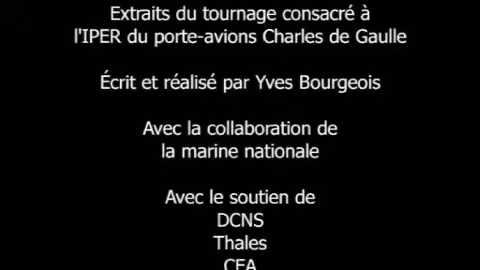 Extraits du tournage consacré à
l'IPER du porte-avions Charles de Gaulle
Écrit et réalisé par Yves Bourgeois
Avec la collaboration de
la marine nationale
Avec le soutien de
DCNS
Thales
CEA